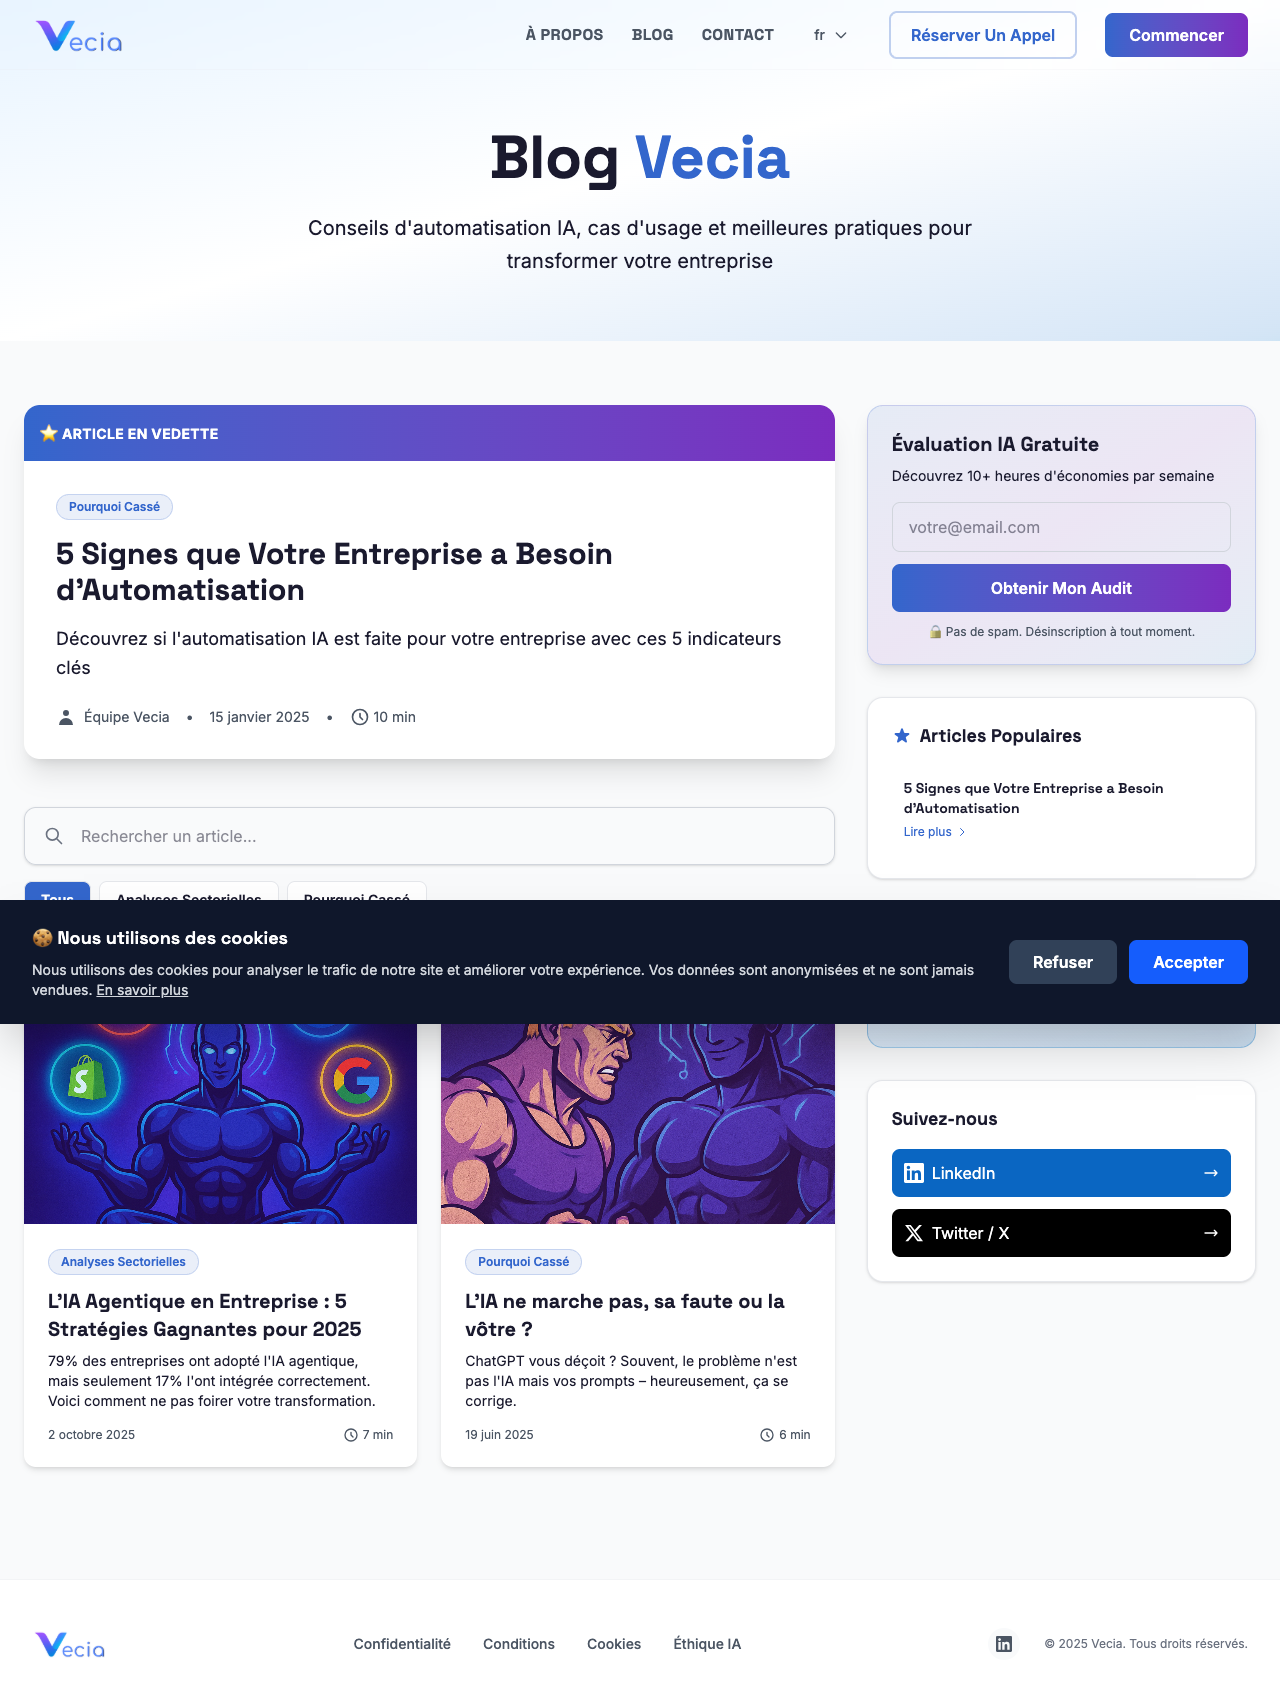 Vecia
À PROPOS
BLOG
CONTACT
fr
Réserver Un Appel
Commencer
Blog Vecia
Conseils d'automatisation IA, cas d'usage et meilleures pratiques pour
transformer votre entreprise
⭐ ARTICLE EN VEDETTE
Pourquoi Cassé
5 Signes que Votre Entreprise a Besoin
d'Automatisation
Découvrez si l'automatisation IA est faite pour votre entreprise avec ces 5 indicateurs
clés
Équipe Vecia • 15 janvier 2025 • 10 min
Rechercher un article...
Tous
Analyses Sectorielles
Pourquoi Cassé
Évaluation IA Gratuite
Découvrez 10+ heures d'économies par semaine
votre@email.com
Obtenir Mon Audit
🔒 Pas de spam. Désinscription à tout moment.
Articles Populaires
5 Signes que Votre Entreprise a Besoin
d'Automatisation
Lire plus
🍪 Nous utilisons des cookies
Nous utilisons des cookies pour analyser le trafic de notre site et améliorer votre expérience. Vos données sont anonymisées et ne sont jamais
vendues. En savoir plus
Refuser
Accepter
Analyses Sectorielles
L'IA Agentique en Entreprise : 5
Stratégies Gagnantes pour 2025
79% des entreprises ont adopté l'IA agentique,
mais seulement 17% l'ont intégrée correctement.
Voici comment ne pas foirer votre transformation.
2 octobre 2025
7 min
Pourquoi Cassé
L'IA ne marche pas, sa faute ou la
vôtre ?
ChatGPT vous déçoit ? Souvent, le problème n'est
pas l'IA mais vos prompts – heureusement, ça se
corrige.
19 juin 2025
6 min
Suivez-nous
LinkedIn →
Twitter / X →
Vecia
Confidentialité
Conditions
Cookies
Éthique IA
© 2025 Vecia. Tous droits réservés.